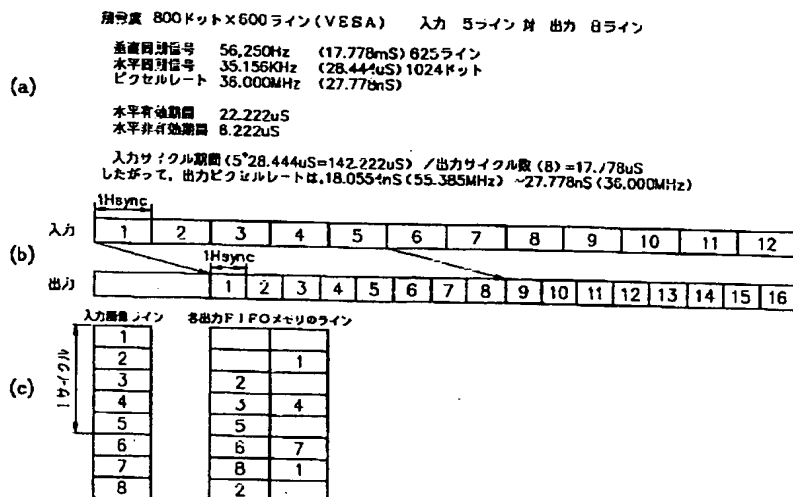 解像度 800ドット×600ライン(VESA) 入力 5ライン 対 出力 8ライン
垂直同期信号 56,250Hz (17.778mS) 625ライン
水平同期信号 35.156KHz (28.444uS) 1024ドット
ピクセルレート 36.000MHz (27.778nS)
(a)
水平有効期間 22.222uS
水平非有効期間 6.222uS
入力サイクル期間(5*28.444uS=142.222uS) /出力サイクル数(8)=17.778uS
したがって, 出力ピクセルレートは,18.0554nS(55.385MHz) ~27.778nS(36.000MHz)
1Hsync
入力 1 2 3 4 5 6 7 8 9 10 11 12
(b)
1Hsync
出力 1 2 3 4 5 6 7 8 9 10 11 12 13 14 15 16
入力画像ライン 各出力FIFOメモリのライン
(c)
1サイクル
1
2 1
3 2
4 3 4
5 5
6 6 7
7 8 1
8 2